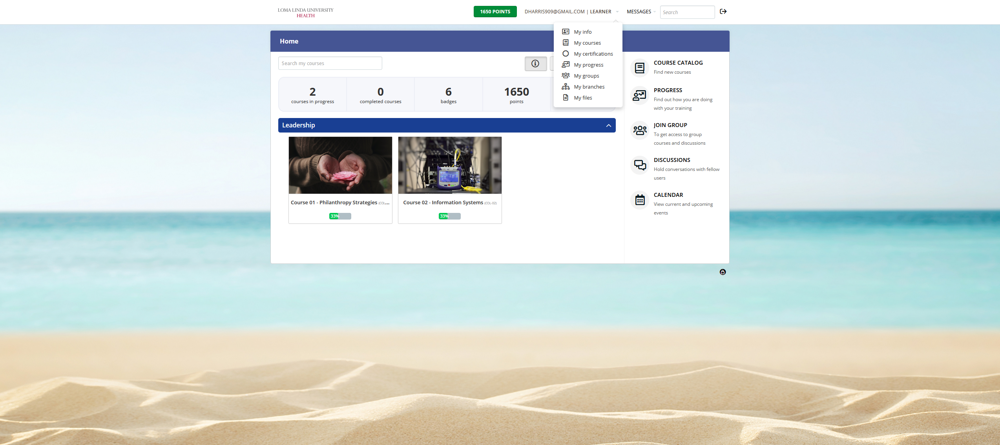 LOMA LINDA UNIVERSITY
HEALTH
1650 POINTS
DHARRIS909@GMAIL.COM | LEARNER
MESSAGES
Search
My info
My courses
My certifications
My progress
My groups
My branches
My files
Home
Search my courses
2
courses in progress
0
completed courses
6
badges
1650
points
Leadership
Course 01 - Philanthropy Strategies (COL...
33%
Course 02 - Information Systems (COL-02)
33%
COURSE CATALOG
Find new courses
PROGRESS
Find out how you are doing
with your training
JOIN GROUP
To get access to group
courses and discussions
DISCUSSIONS
Hold conversations with fellow
users
CALENDAR
View current and upcoming
events